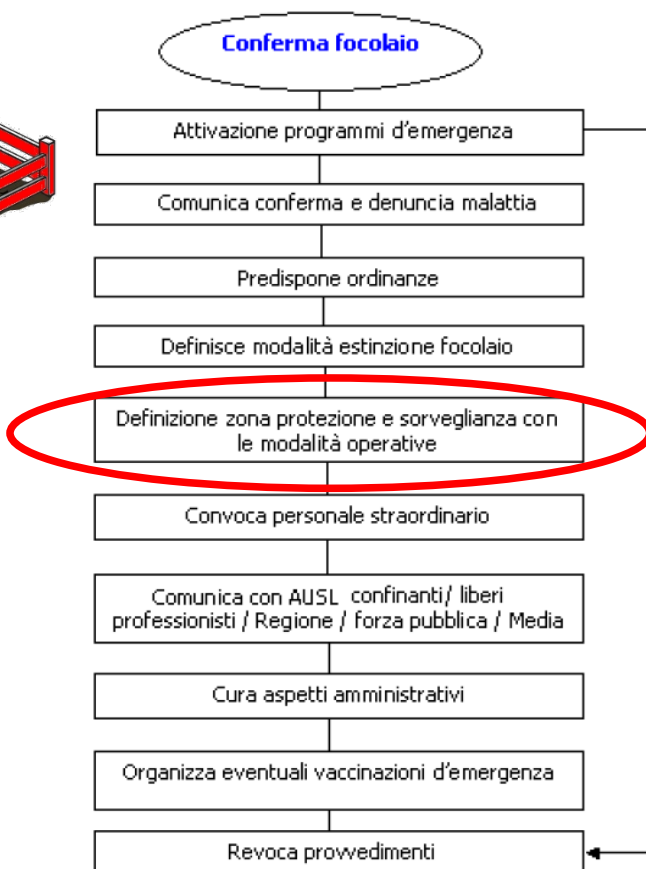 Conferma focolaio
Attivazione programmi d'emergenza
Comunica conferma e denuncia malattia
Predispone ordinanze
Definisce modalità estinzione focolaio
Definizione zona protezione e sorveglianza con
le modalità operative
Convoca personale straordinario
Comunica con AUSL confinanti/ liberi
professionisti / Regione / forza pubblica / Media
Cura aspetti amministrativi
Organizza eventuali vaccinazioni d'emergenza
Revoca provvedimenti